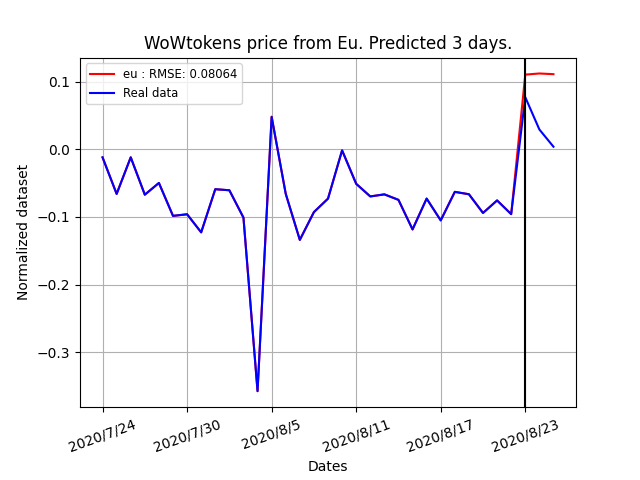 WoWtokens price from Eu. Predicted 3 days.
eu : RMSE: 0.08064
Real data
Normalized dataset
0.1
0.0
−0.1
−0.2
−0.3
2020/7/24
2020/7/30
2020/8/5
2020/8/11
2020/8/17
2020/8/23
Dates